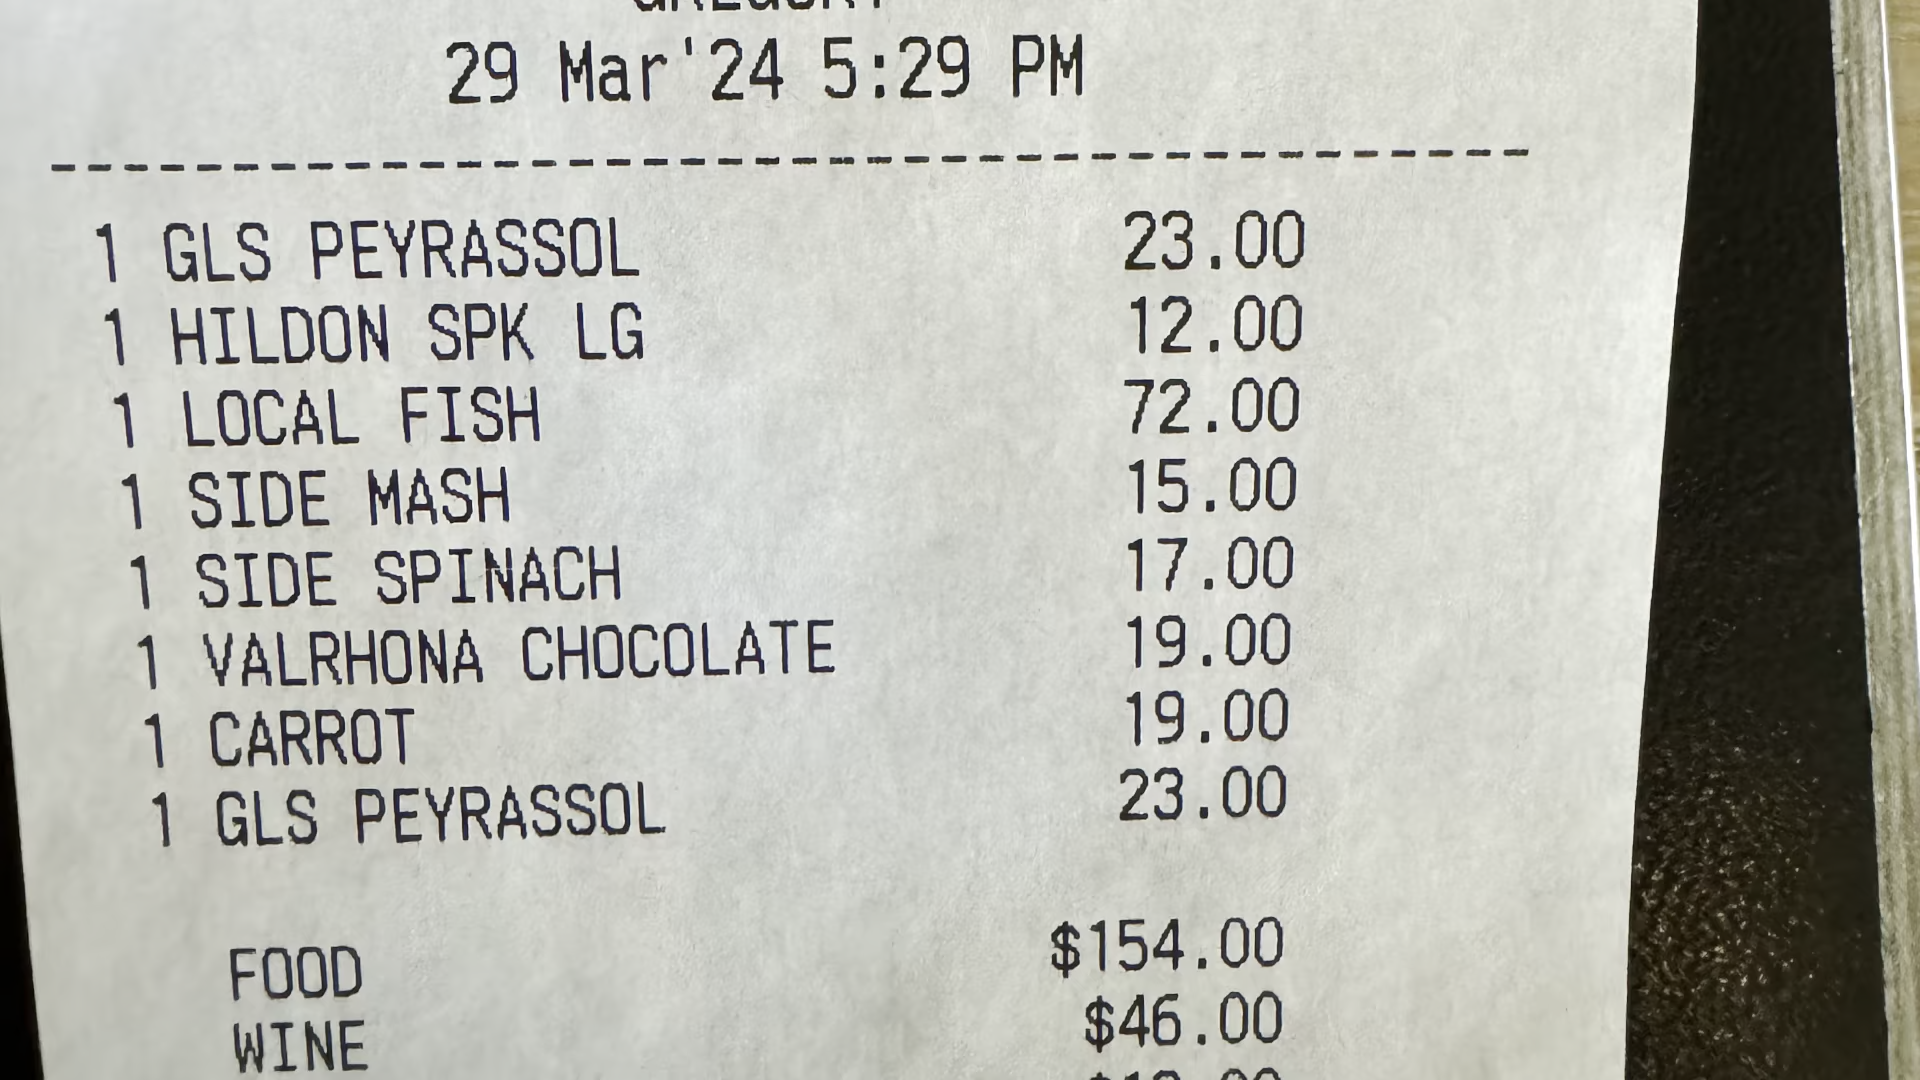 29 Mar'24 5:29 PM
1 GLS PEYRASSOL 23.00
1 HILDON SPK LG 12.00
1 LOCAL FISH 72.00
1 SIDE MASH 15.00
1 SIDE SPINACH 17.00
1 VALRHONA CHOCOLATE 19.00
1 CARROT 19.00
1 GLS PEYRASSOL 23.00
FOOD $154.00
WINE $46.00